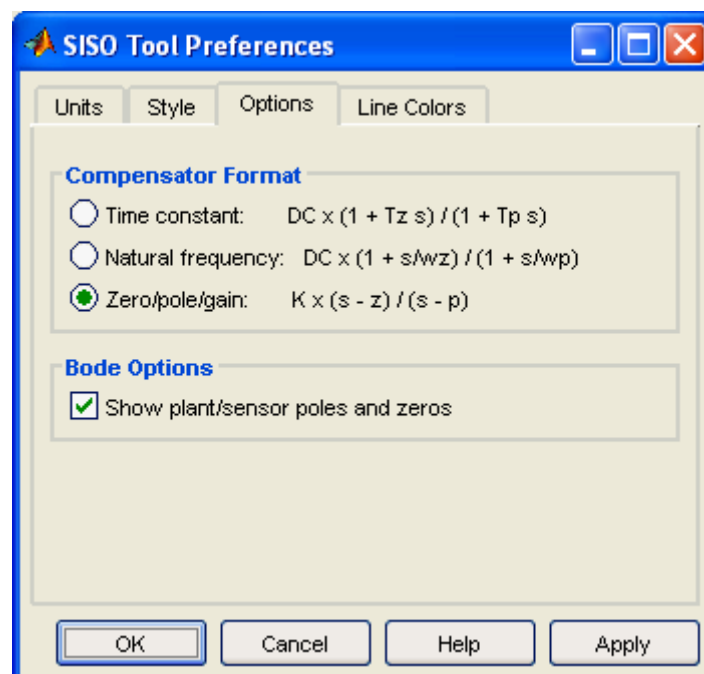 SISO Tool Preferences
Units Style Options Line Colors
Compensator Format
Time constant: DC x (1 + Tz s) / (1 + Tp s)
Natural frequency: DC x (1 + s/wz) / (1 + s/wp)
Zero/pole/gain: K x (s - z) / (s - p)
Bode Options
Show plant/sensor poles and zeros
OK Cancel Help Apply